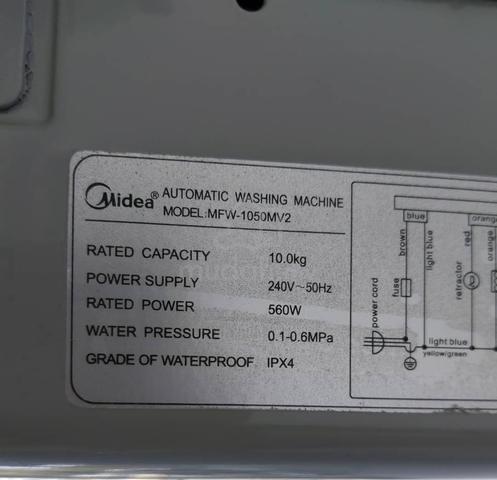 Midea® AUTOMATIC WASHING MACHINE
MODEL:MFW-1050MV2
RATED CAPACITY 10.0kg
POWER SUPPLY 240V~50Hz
RATED POWER 560W
WATER PRESSURE 0.1-0.6MPa
GRADE OF WATERPROOF IPX4
blue
orange
brown
light blue
red
orange
fuse
retractor
power cord
light blue
yellow/green